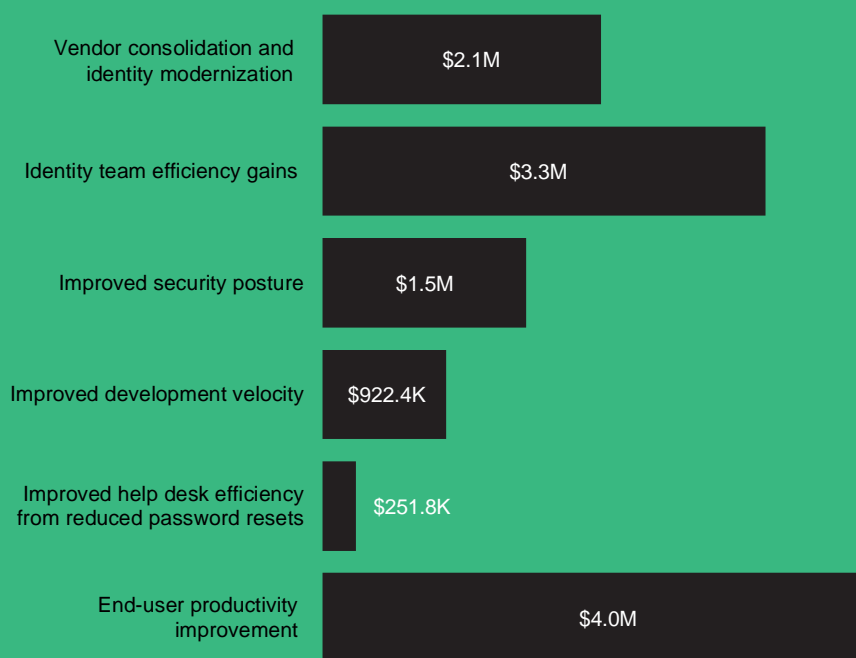 Vendor consolidation and
identity modernization
$2.1M
Identity team efficiency gains
$3.3M
Improved security posture
$1.5M
Improved development velocity
$922.4K
Improved help desk efficiency
from reduced password resets
$251.8K
End-user productivity
improvement
$4.0M